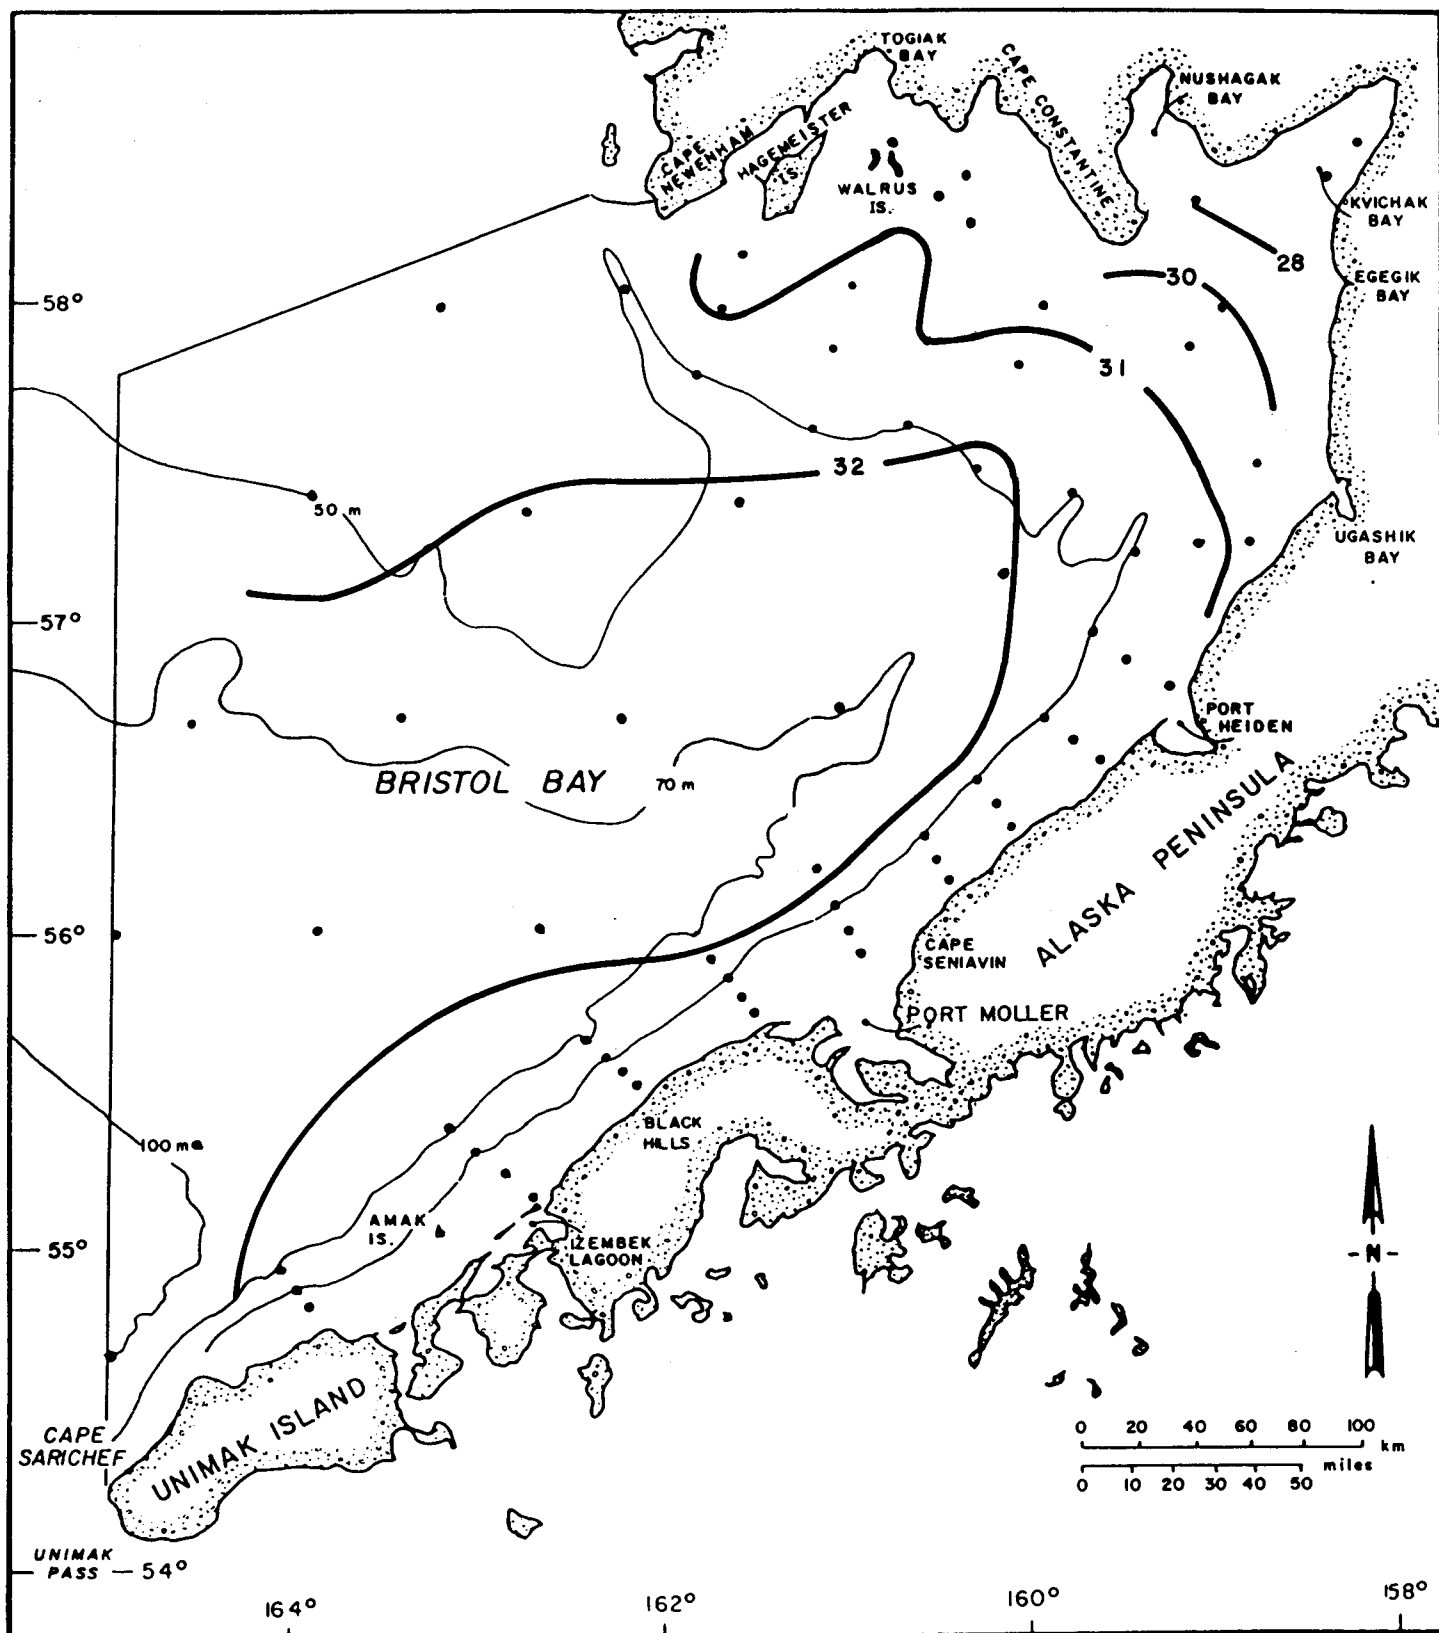 TOGIAK
BAY
CAPE CONSTANTINE
NUSHAGAK
BAY
CAPE
NEWENHAM
HAGEMEISTER
IS.
WALRUS
IS.
KVICHAK
BAY
28
30
EGEGIK
BAY
58°
31
32
50 m
UGASHIK
BAY
57°
PORT
HEIDEN
BRISTOL BAY
70 m
ALASKA PENINSULA
56°
CAPE
SENIAVIN
PORT MOLLER
BLACK
HILLS
100 m
AMAK
IS.
IZEMBEK
LAGOON
55°
-N-
UNIMAK ISLAND
CAPE
SARICHEF
0 20 40 60 80 100
km
miles
0 10 20 30 40 50
UNIMAK
PASS
54°
164°
162°
160°
158°